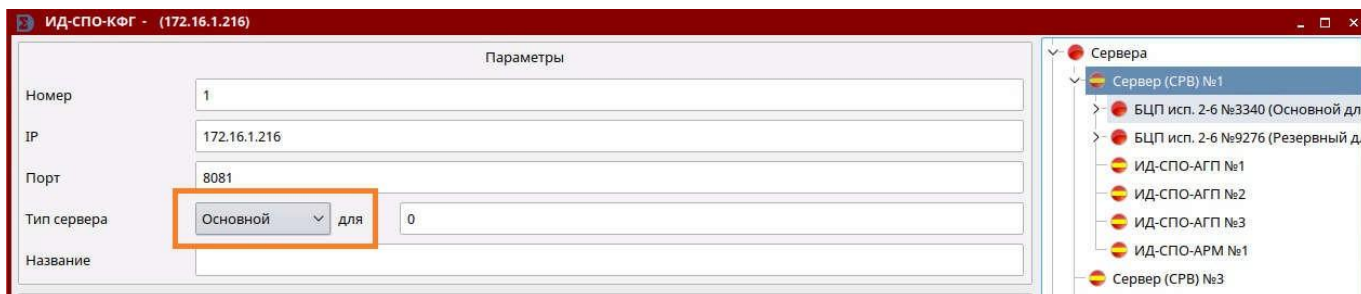 ИД-СПО-КФГ - (172.16.1.216)
Параметры
Номер 1
IP 172.16.1.216
Порт 8081
Тип сервера Основной для 0
Название
Сервера
Сервер (СРВ) №1
БЦП исп. 2-6 №3340 (Основной дл
БЦП исп. 2-6 №9276 (Резервный д
ИД-СПО-АГП №1
ИД-СПО-АГП №2
ИД-СПО-АГП №3
ИД-СПО-АРМ №1
Сервер (СРВ) №3